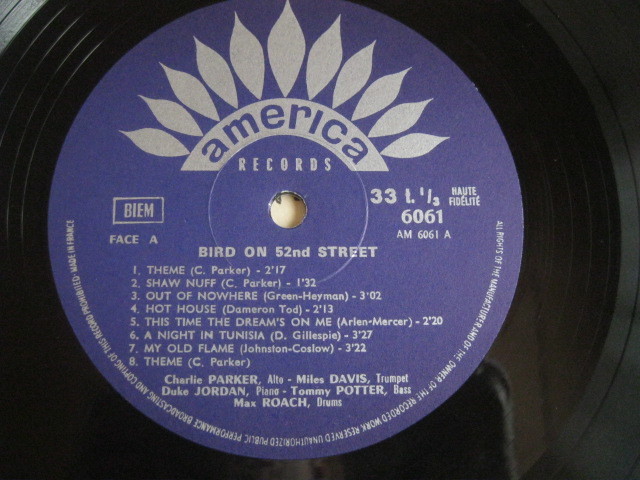 america
RECORDS
BIEM
33 t. 1/3
HAUTE FIDÉLITÉ
6061
FACE A
AM 6061 A
BIRD ON 52nd STREET
1. THEME (C. Parker) - 2'17
2. SHAW NUFF (C. Parker) - 1'32
3. OUT OF NOWHERE (Green-Heyman) - 3'02
4. HOT HOUSE (Dameron Tod) - 2'13
5. THIS TIME THE DREAM'S ON ME (Arlen-Mercer) - 2'20
6. A NIGHT IN TUNISIA (D. Gillespie) - 3'27
7. MY OLD FLAME (Johnston-Coslow) - 3'22
8. THEME (C. Parker)
Charlie PARKER, Alto - Miles DAVIS, Trumpet
Duke JORDAN, Piano - Tommy POTTER, Bass
Max ROACH, Drums
ALL RIGHTS OF THE MANUFACTURER AND OF THE OWNER OF THE RECORDED WORK RESERVED UNAUTHORIZED PUBLIC PERFORMANCE BROADCASTING AND COPYING OF THIS RECORD PROHIBITED - MADE IN FRANCE